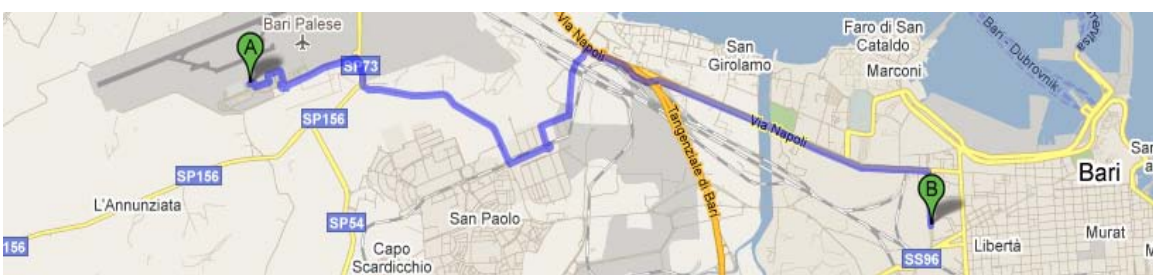 Bari Palese
A
SP73
SP156
SP156
L'Annunziata
156
SP54
San Paolo
Capo
Scardicchio
Via Napoli
San
Girolamo
Tangenziale di Bari
Via Napoli
Faro di San
Cataldo
Marconi
Bari - Dubrovnik
B
Bari
San
Murat
Libertà
SS96